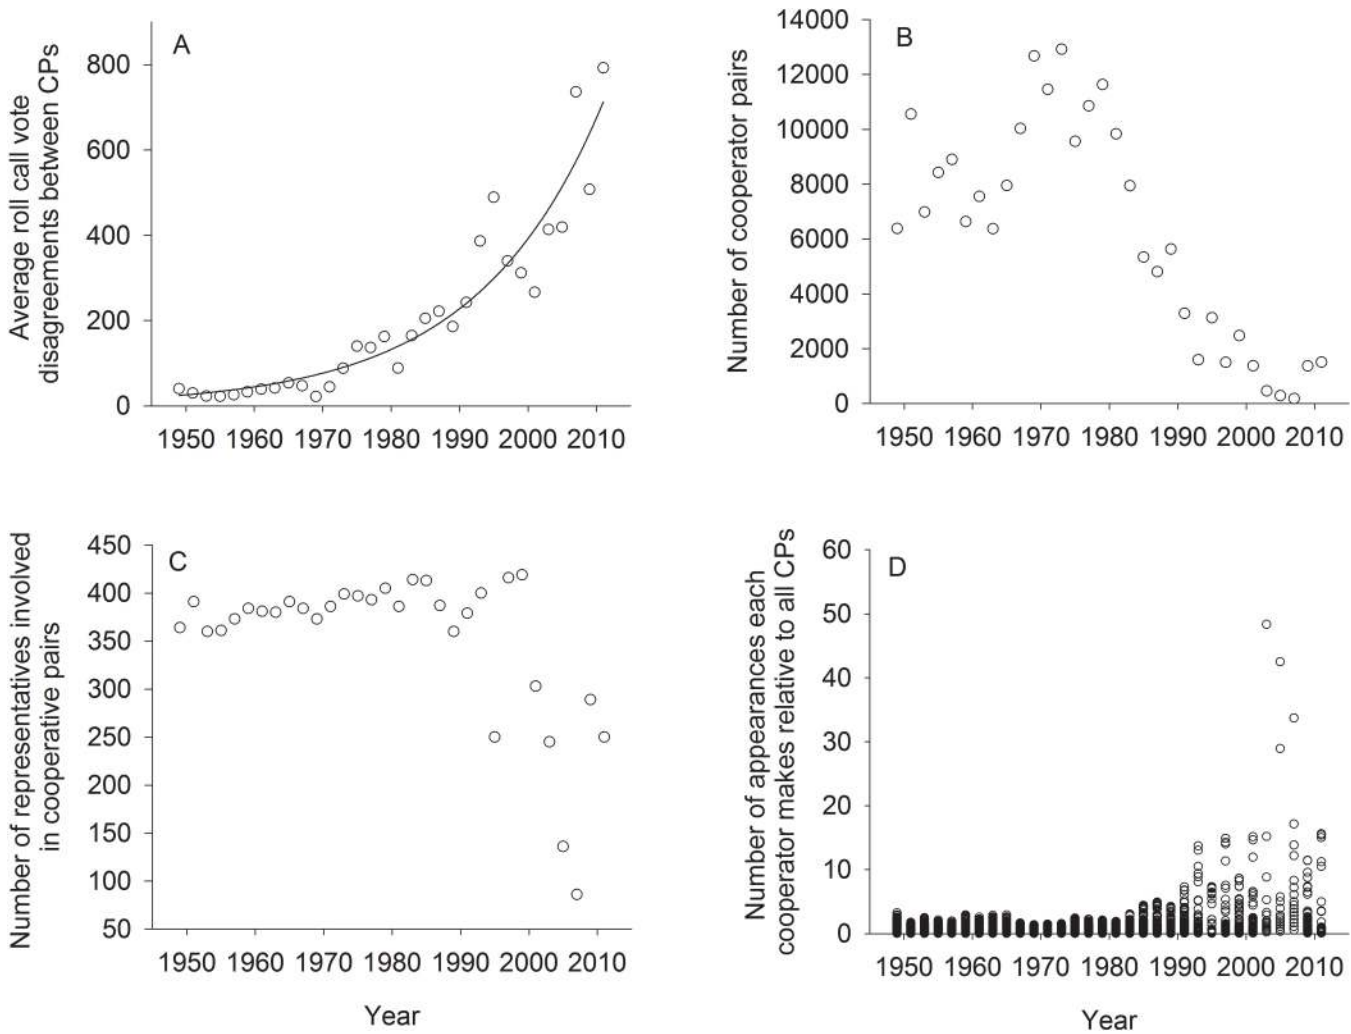 A
Average roll call vote
disagreements between CPs
800
600
400
200
0
1950 1960 1970 1980 1990 2000 2010
B
Number of cooperator pairs
14000
12000
10000
8000
6000
4000
2000
0
1950 1960 1970 1980 1990 2000 2010
C
Number of representatives involved
in cooperative pairs
450
400
350
300
250
200
150
100
50
1950 1960 1970 1980 1990 2000 2010
Year
D
Number of appearances each
cooperator makes relative to all CPs
60
50
40
30
20
10
0
1950 1960 1970 1980 1990 2000 2010
Year